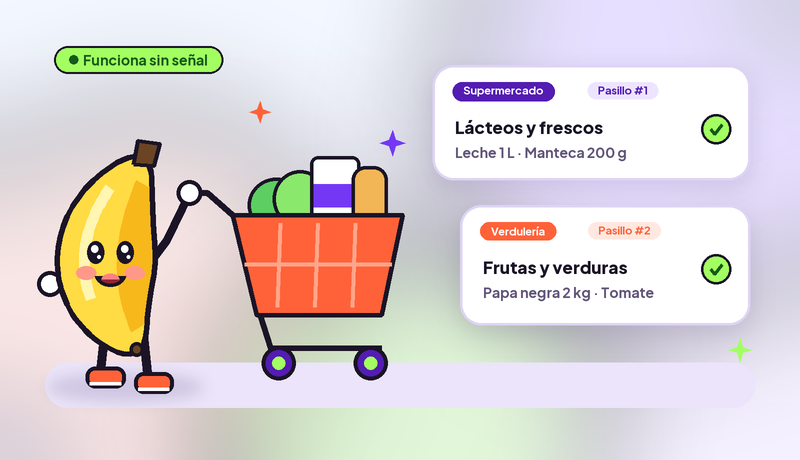 Funciona sin señal
Supermercado
Pasillo #1
Lácteos y frescos
Leche 1 L · Manteca 200 g
Verdulería
Pasillo #2
Frutas y verduras
Papa negra 2 kg · Tomate